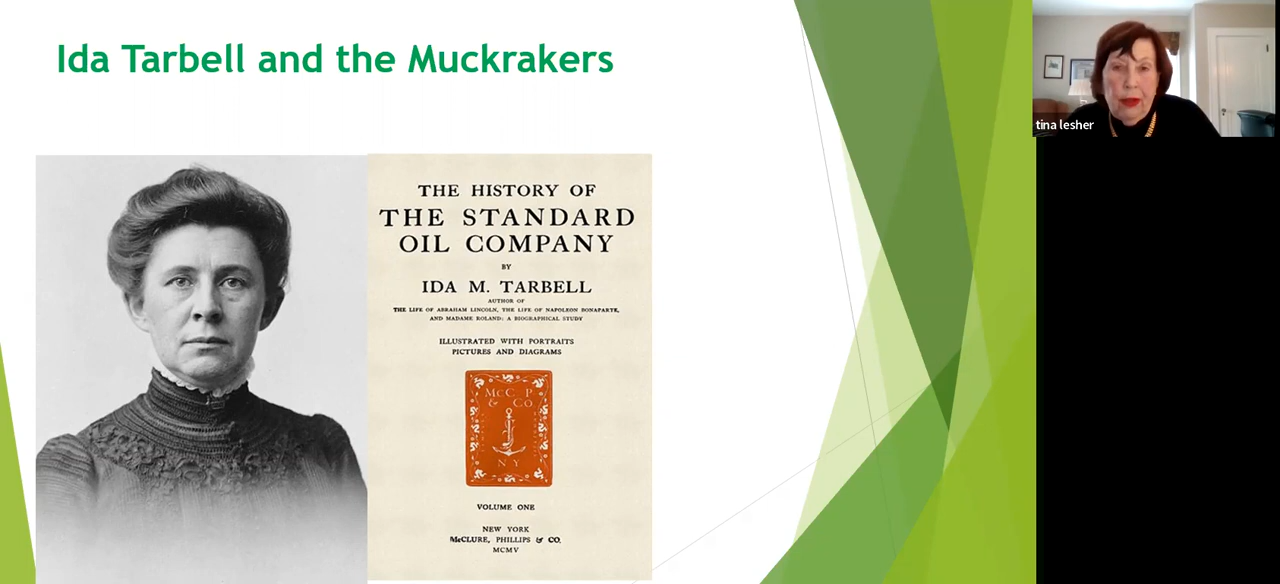 Ida Tarbell and the Muckrakers
tina lesher
THE HISTORY OF
THE STANDARD
OIL COMPANY
BY
IDA M. TARBELL
AUTHOR OF
THE LIFE OF ABRAHAM LINCOLN, THE LIFE OF NAPOLEON BONAPARTE,
AND MADAME ROLAND: A BIOGRAPHICAL STUDY
ILLUSTRATED WITH PORTRAITS
PICTURES AND DIAGRAMS
McC P
& CO
N Y
VOLUME ONE
NEW YORK
McCLURE, PHILLIPS & CO.
MCMV